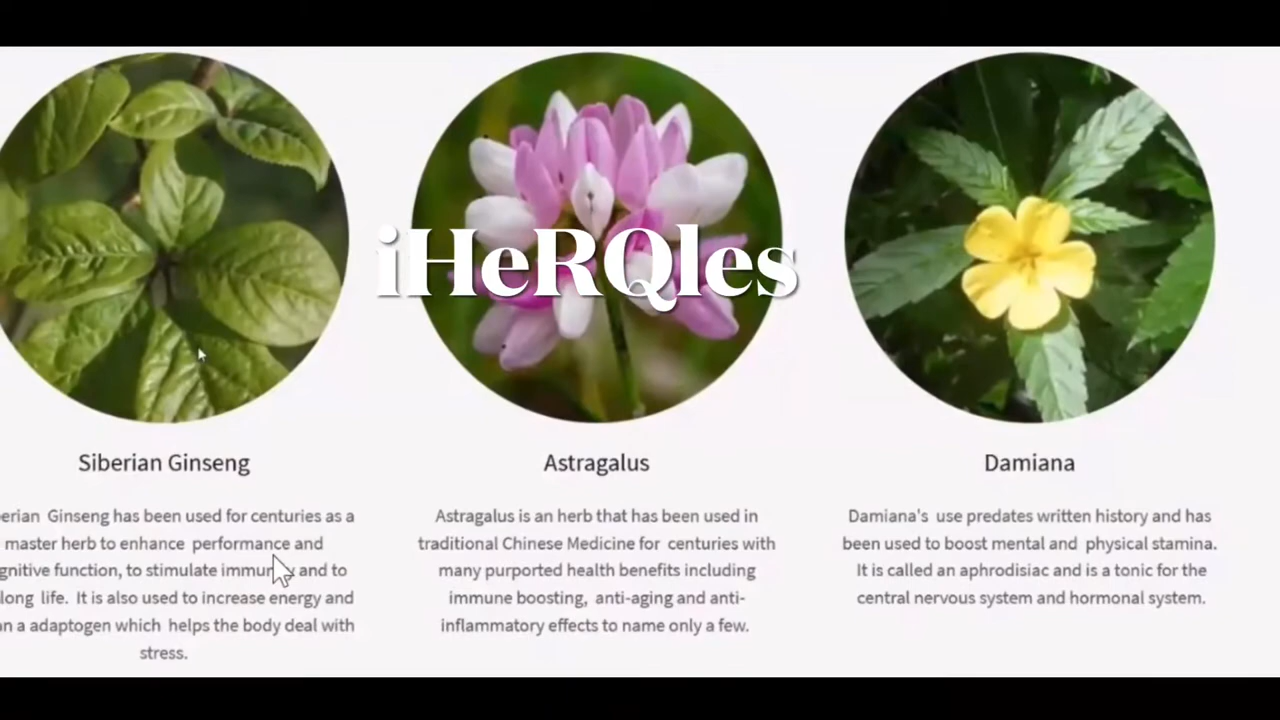 iHeRQles
Siberian Ginseng
Ginseng has been used for centuries as a
master herb to enhance performance and
function, to stimulate and to
long life. It is also used to increase energy and
a adaptogen which helps the body deal with
stress.
Astragalus
Astragalus is an herb that has been used in
traditional Chinese Medicine for centuries with
many purported health benefits including
immune boosting, anti-aging and anti-
inflammatory effects to name only a few.
Damiana
Damiana's use predates written history and has
been used to boost mental and physical stamina.
It is called an aphrodisiac and is a tonic for the
central nervous system and hormonal system.